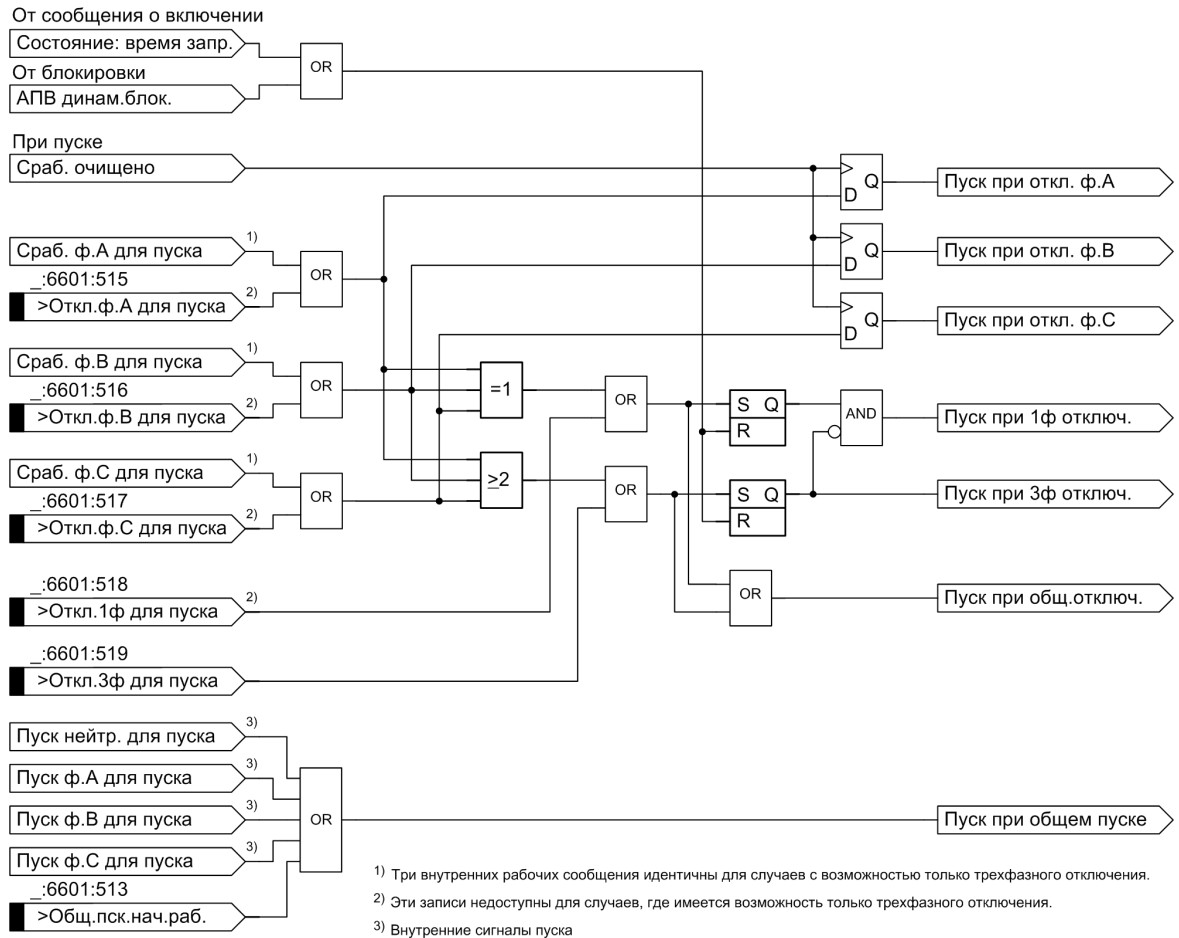 От сообщения о включении
Состояние: время запр.
OR
От блокировки
АПВ динам.блок.
При пуске
Сраб. очищено
Q
D
Пуск при откл. ф.А
Сраб. ф.А для пуска 1)
OR
Q
D
Пуск при откл. ф.В
_:6601:515
>Откл.ф.А для пуска 2)
Q
D
Пуск при откл. ф.С
Сраб. ф.В для пуска 1)
OR
_:6601:516
>Откл.ф.В для пуска 2)
=1
OR
S Q
R
AND
Пуск при 1ф отключ.
Сраб. ф.С для пуска 1)
OR
_:6601:517
>Откл.ф.С для пуска 2)
≥2
OR
S Q
R
Пуск при 3ф отключ.
_:6601:518
>Откл.1ф для пуска 2)
OR
Пуск при общ.отключ.
_:6601:519
>Откл.3ф для пуска
Пуск нейтр. для пуска 3)
Пуск ф.А для пуска 3)
Пуск ф.В для пуска 3)
OR
Пуск при общем пуске
Пуск ф.С для пуска 3)
_:6601:513
>Общ.пск.нач.раб.
1) Три внутренних рабочих сообщения идентичны для случаев с возможностью только трехфазного отключения.
2) Эти записи недоступны для случаев, где имеется возможность только трехфазного отключения.
3) Внутренние сигналы пуска